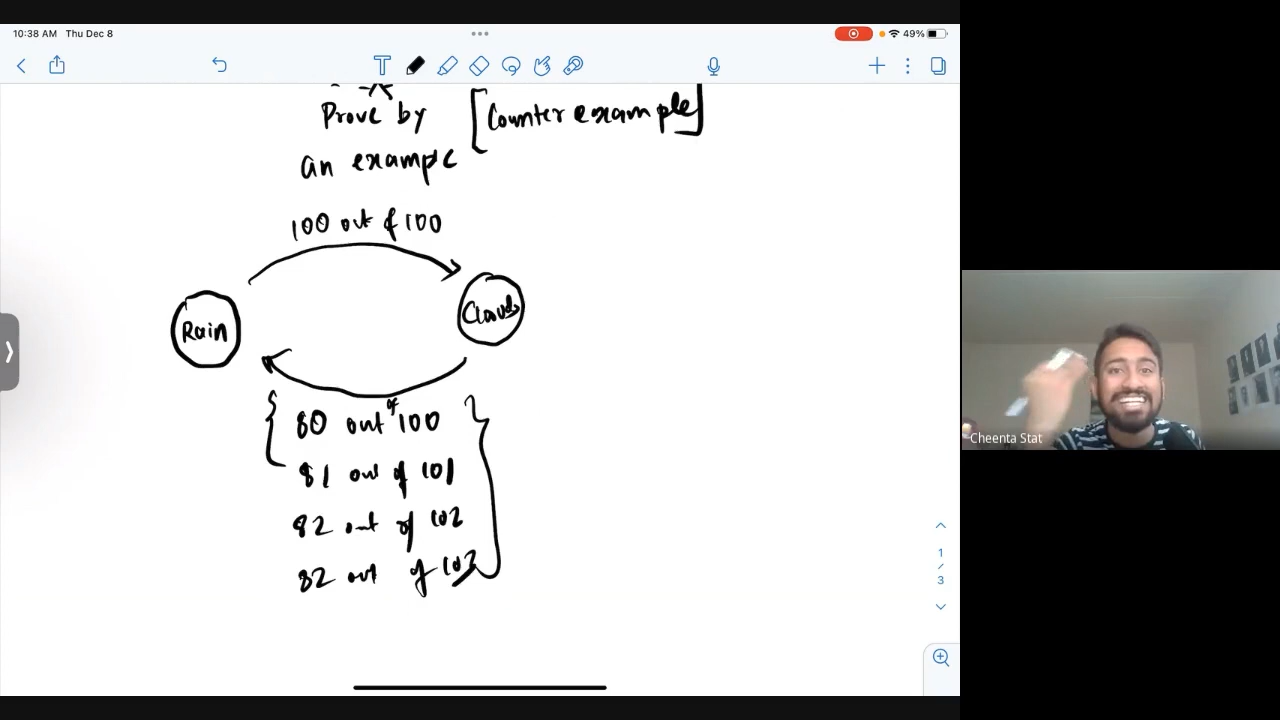 10:38 AM Thu Dec 8
49%
T
Prove by
[Counter example]
an example
100 out of 100
Rain
Clouds
80 out of 100
81 out of 101
82 out of 102
82 out of 103
Cheenta Stat
1
/
3